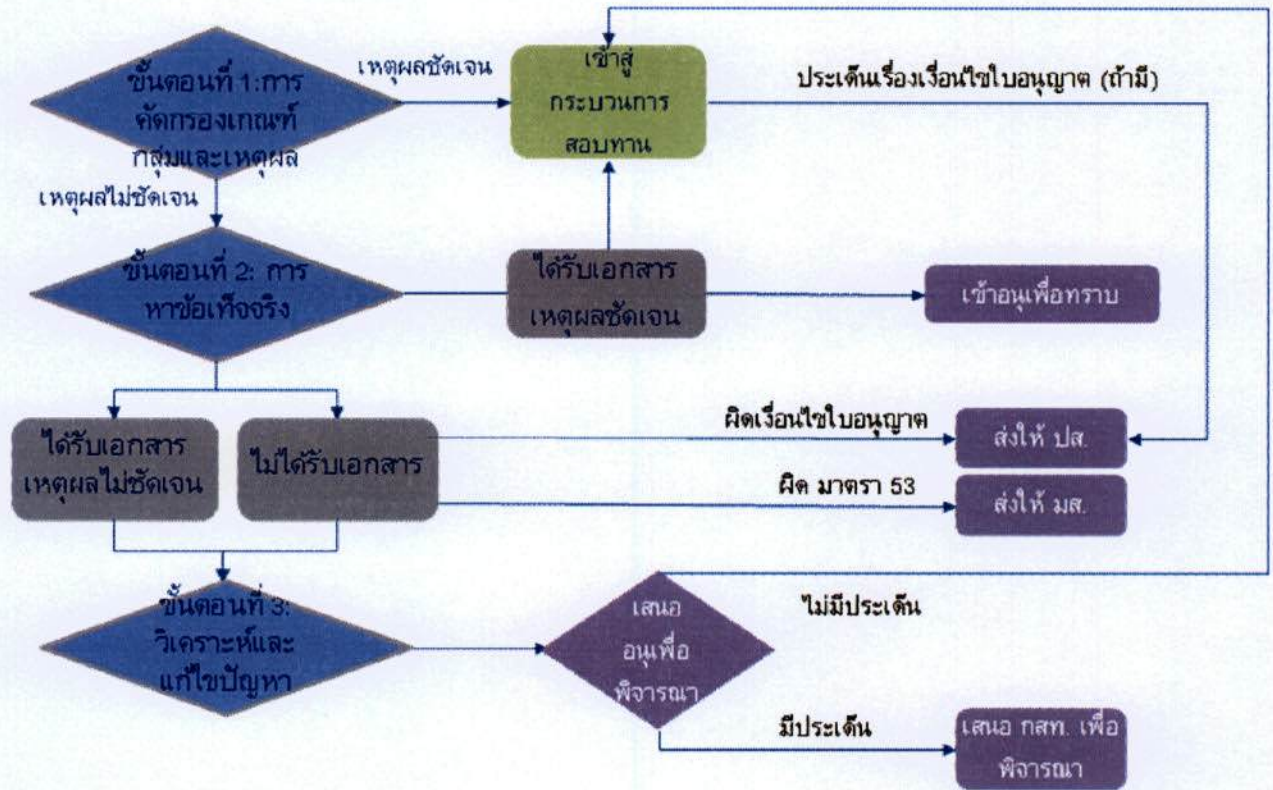 ขั้นตอนที่ 1:การ
คัดกรองเกณฑ์
กลุ่มและเหตุผล
เหตุผลชัดเจน
เข้าสู่
กระบวนการ
สอบทาน
ประเด็นเรื่องเงื่อนไขใบอนุญาต (ถ้ามี)
เหตุผลไม่ชัดเจน
ขั้นตอนที่ 2: การ
หาข้อเท็จจริง
ได้รับเอกสาร
เหตุผลชัดเจน
เข้าอนุเพื่อทราบ
ได้รับเอกสาร
เหตุผลไม่ชัดเจน
ไม่ได้รับเอกสาร
ผิดเงื่อนไขใบอนุญาต
ส่งให้ ปส.
ผิด มาตรา 53
ส่งให้ มส.
ขั้นตอนที่ 3:
วิเคราะห์และ
แก้ไขปัญหา
เสนอ
อนุเพื่อ
พิจารณา
ไม่มีประเด็น
มีประเด็น
เสนอ กสท. เพื่อ
พิจารณา